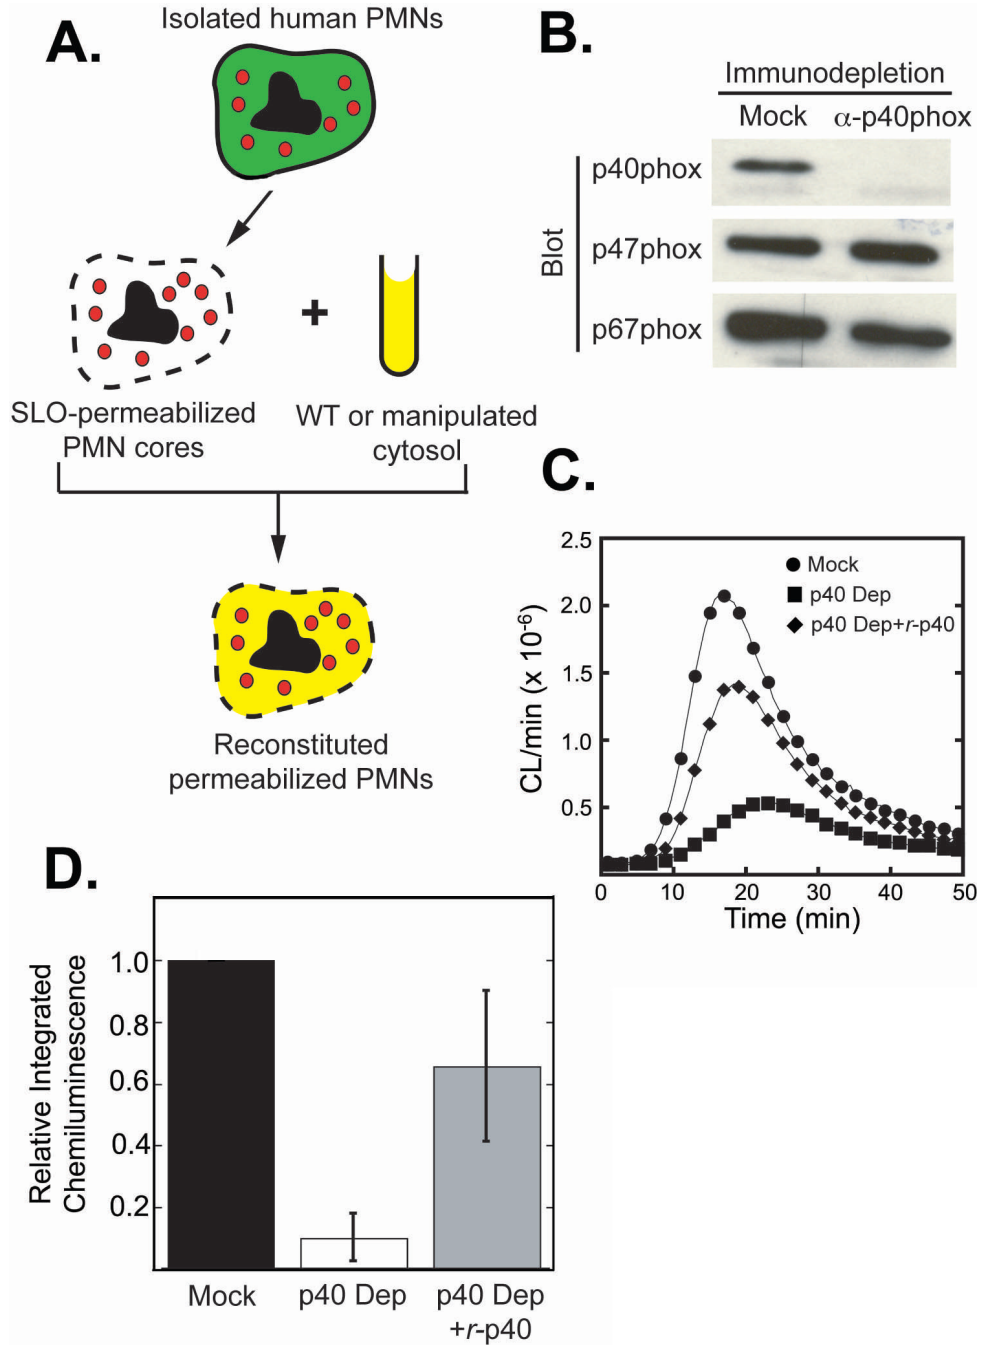 A.
Isolated human PMNs
+
SLO-permeabilized
PMN cores
WT or manipulated
cytosol
Reconstituted
permeabilized PMNs
B.
Immunodepletion
Mock
α-p40phox
Blot
p40phox
p47phox
p67phox
C.
CL/min (x 10⁻⁶)
2.5
2.0
1.5
1.0
0.5
Mock
p40 Dep
p40 Dep+r-p40
0 10 20 30 40 50
Time (min)
D.
Relative Integrated
Chemiluminescence
1.0
0.8
0.6
0.4
0.2
Mock
p40 Dep
p40 Dep
+r-p40